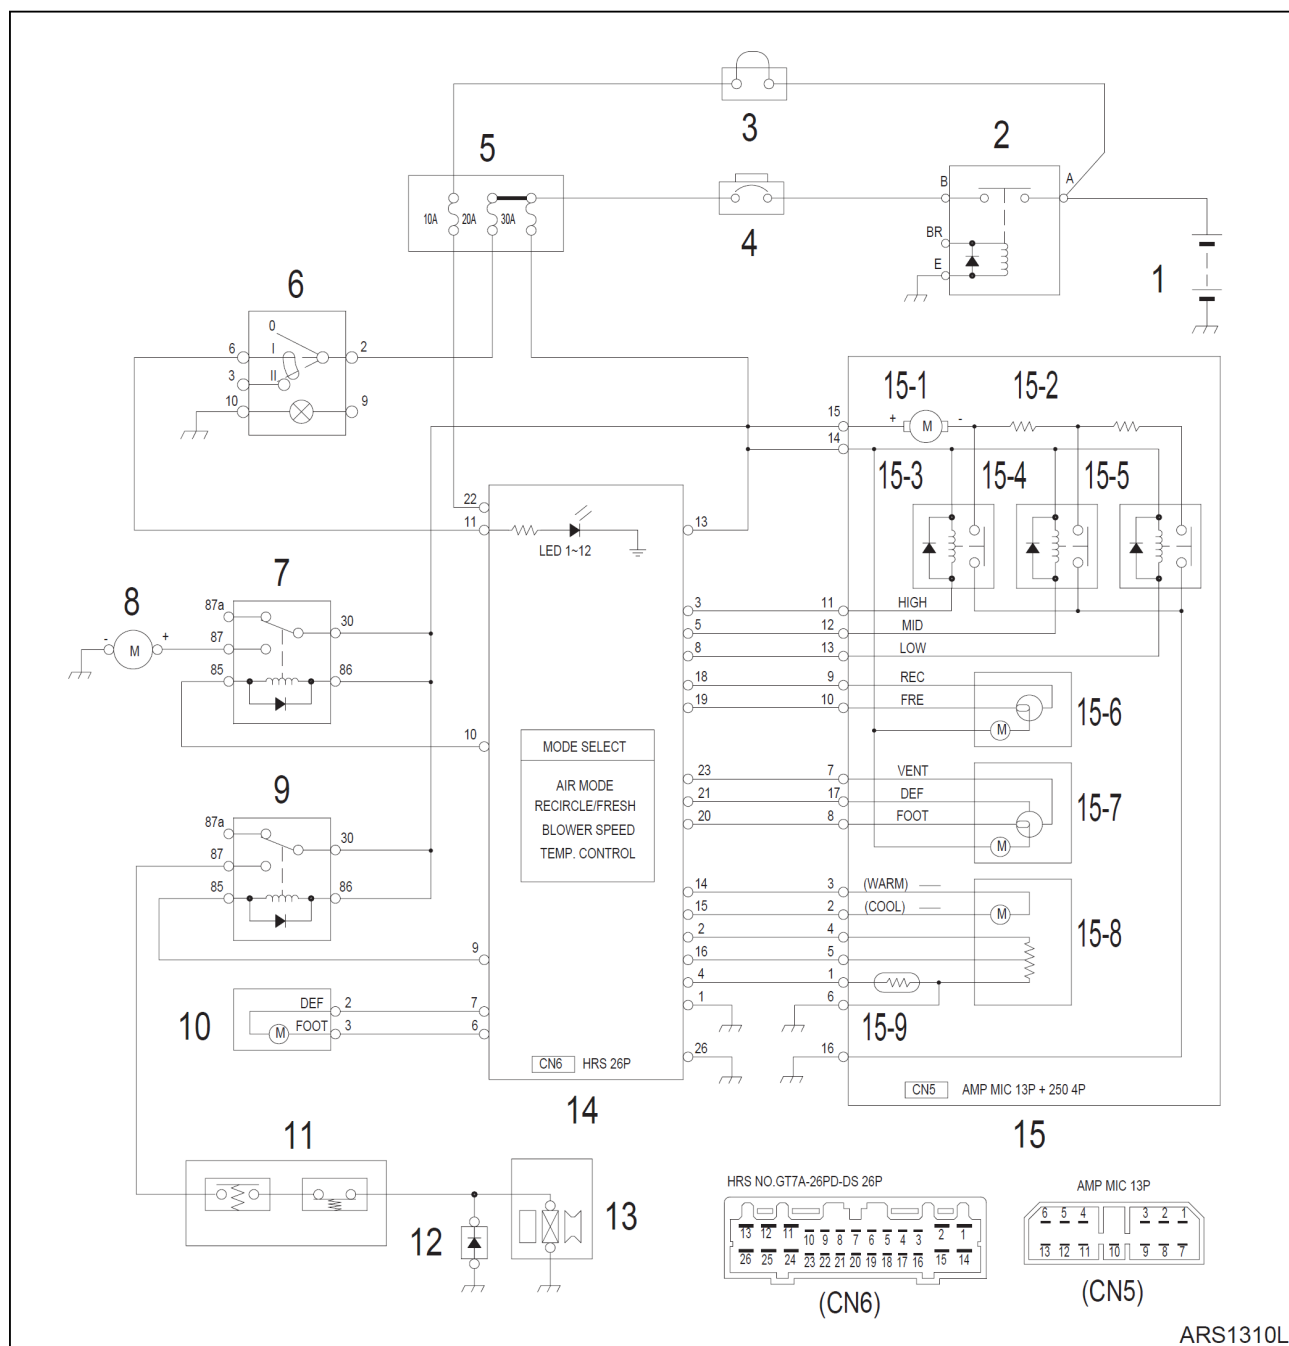 3
2
5
B
A
10A
20A
30A
4
BR
E
1
6
0
6
I
2
3
II
10
9
15-1
15-2
15
+
M
-
14
15-3
15-4
15-5
22
11
13
LED 1~12
7
8
87a
30
-
M
+
87
85
86
3
11
HIGH
5
12
MID
8
13
LOW
18
9
REC
19
10
FRE
M
15-6
10
MODE SELECT
AIR MODE
RECIRCLE/FRESH
BLOWER SPEED
TEMP. CONTROL
23
7
VENT
21
17
DEF
20
8
FOOT
M
15-7
9
87a
30
87
85
86
14
3
(WARM)
15
2
(COOL)
M
2
4
15-8
16
5
4
1
1
6
15-9
9
10
DEF
2
7
M
FOOT
3
6
26
16
CN6
HRS 26P
CN5
AMP MIC 13P + 250 4P
14
15
11
12
13
HRS NO.GT7A-26PD-DS 26P
13 12 11 10 9 8 7 6 5 4 3 2 1
26 25 24 23 22 21 20 19 18 17 16 15 14
(CN6)
AMP MIC 13P
6 5 4 3 2 1
13 12 11 10 9 8 7
(CN5)
ARS1310L